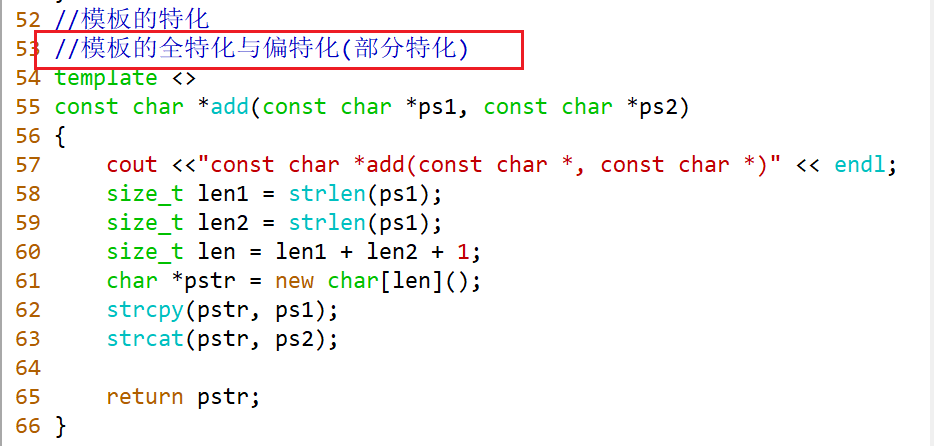 52 //模板的特化
53 //模板的全特化与偏特化(部分特化)
54 template <>
55 const char *add(const char *ps1, const char *ps2)
56 {
57     cout <<"const char *add(const char *, const char *)" << endl;
58     size_t len1 = strlen(ps1);
59     size_t len2 = strlen(ps1);
60     size_t len = len1 + len2 + 1;
61     char *pstr = new char[len]();
62     strcpy(pstr, ps1);
63     strcat(pstr, ps2);
64
65     return pstr;
66 }